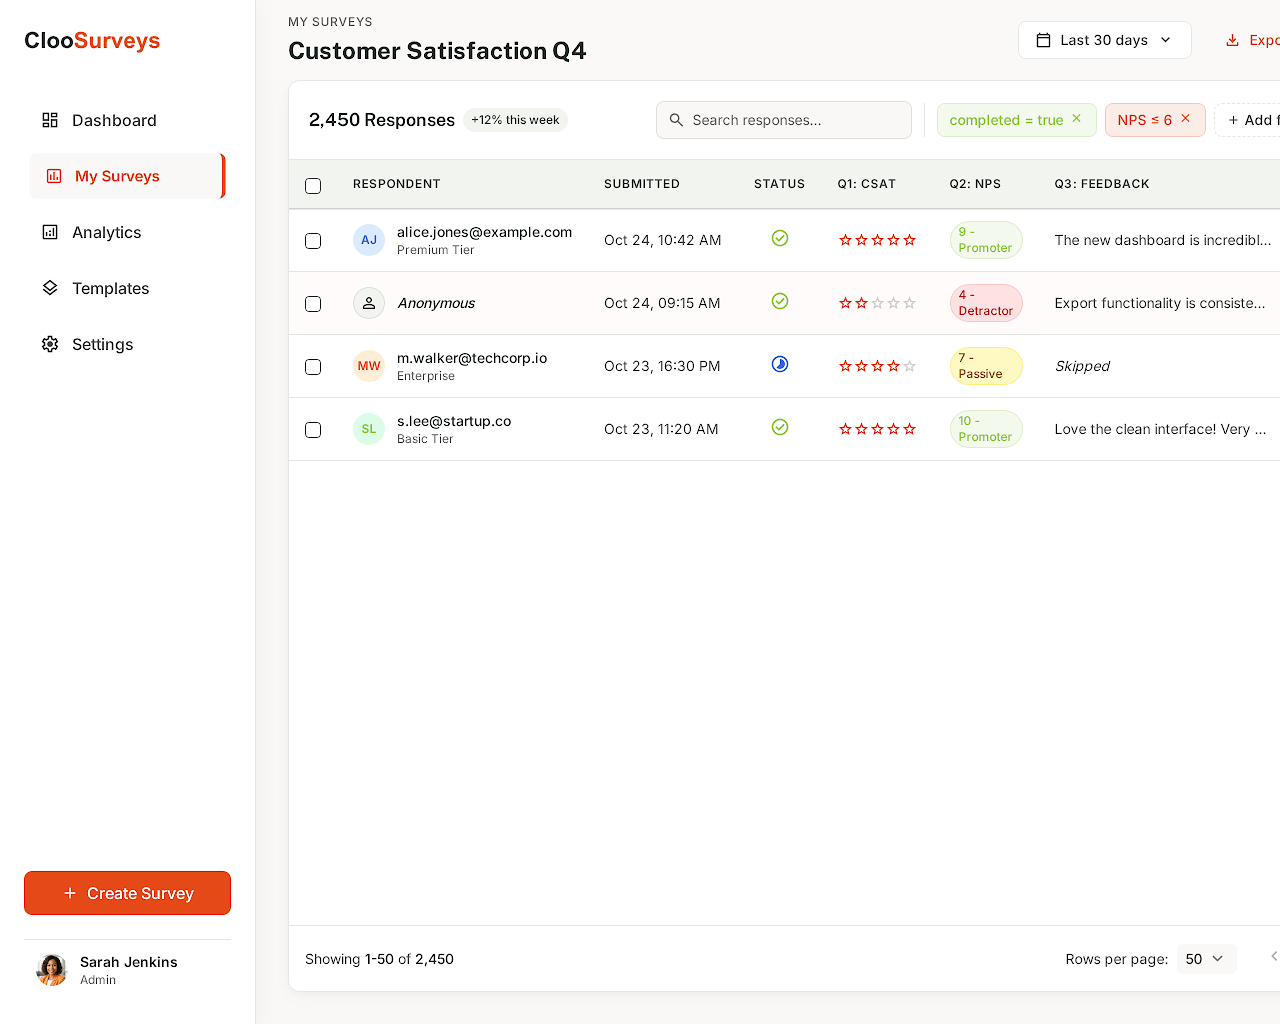 ClooSurveys
Dashboard
My Surveys
Analytics
Templates
Settings
Create Survey
Sarah Jenkins
Admin
MY SURVEYS
Customer Satisfaction Q4
Last 30 days
Expo
2,450 Responses
+12% this week
Search responses...
completed = true ×
NPS ≤ 6 ×
+ Add f
RESPONDENT SUBMITTED STATUS Q1: CSAT Q2: NPS Q3: FEEDBACK
AJ
alice.jones@example.com
Premium Tier
Oct 24, 10:42 AM
9 -
Promoter
The new dashboard is incredibl...
Anonymous
Oct 24, 09:15 AM
4 -
Detractor
Export functionality is consiste...
MW
m.walker@techcorp.io
Enterprise
Oct 23, 16:30 PM
7 -
Passive
Skipped
SL
s.lee@startup.co
Basic Tier
Oct 23, 11:20 AM
10 -
Promoter
Love the clean interface! Very ...
Showing 1-50 of 2,450
Rows per page: 50